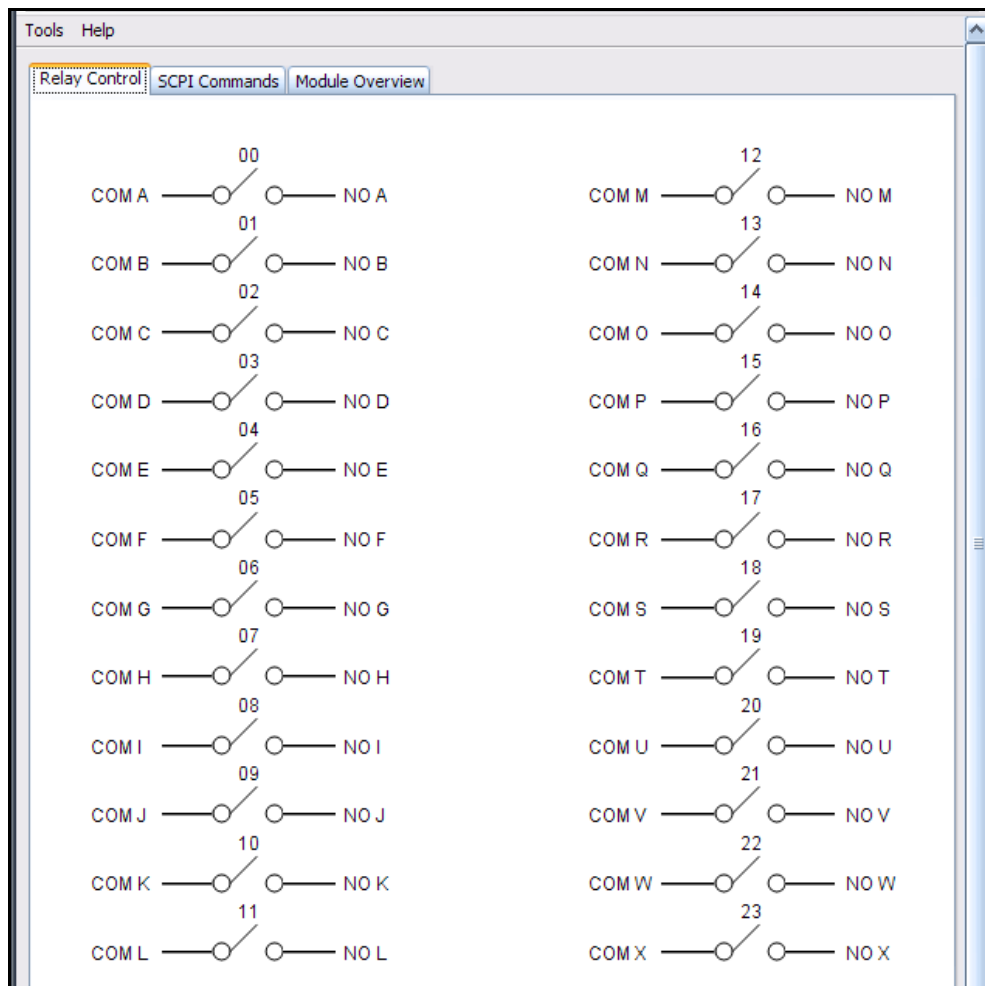 Tools Help
Relay Control SCPI Commands Module Overview
00
COM A NO A
01
COM B NO B
02
COM C NO C
03
COM D NO D
04
COM E NO E
05
COM F NO F
06
COM G NO G
07
COM H NO H
08
COM I NO I
09
COM J NO J
10
COM K NO K
11
COM L NO L
12
COM M NO M
13
COM N NO N
14
COM O NO O
15
COM P NO P
16
COM Q NO Q
17
COM R NO R
18
COM S NO S
19
COM T NO T
20
COM U NO U
21
COM V NO V
22
COM W NO W
23
COM X NO X